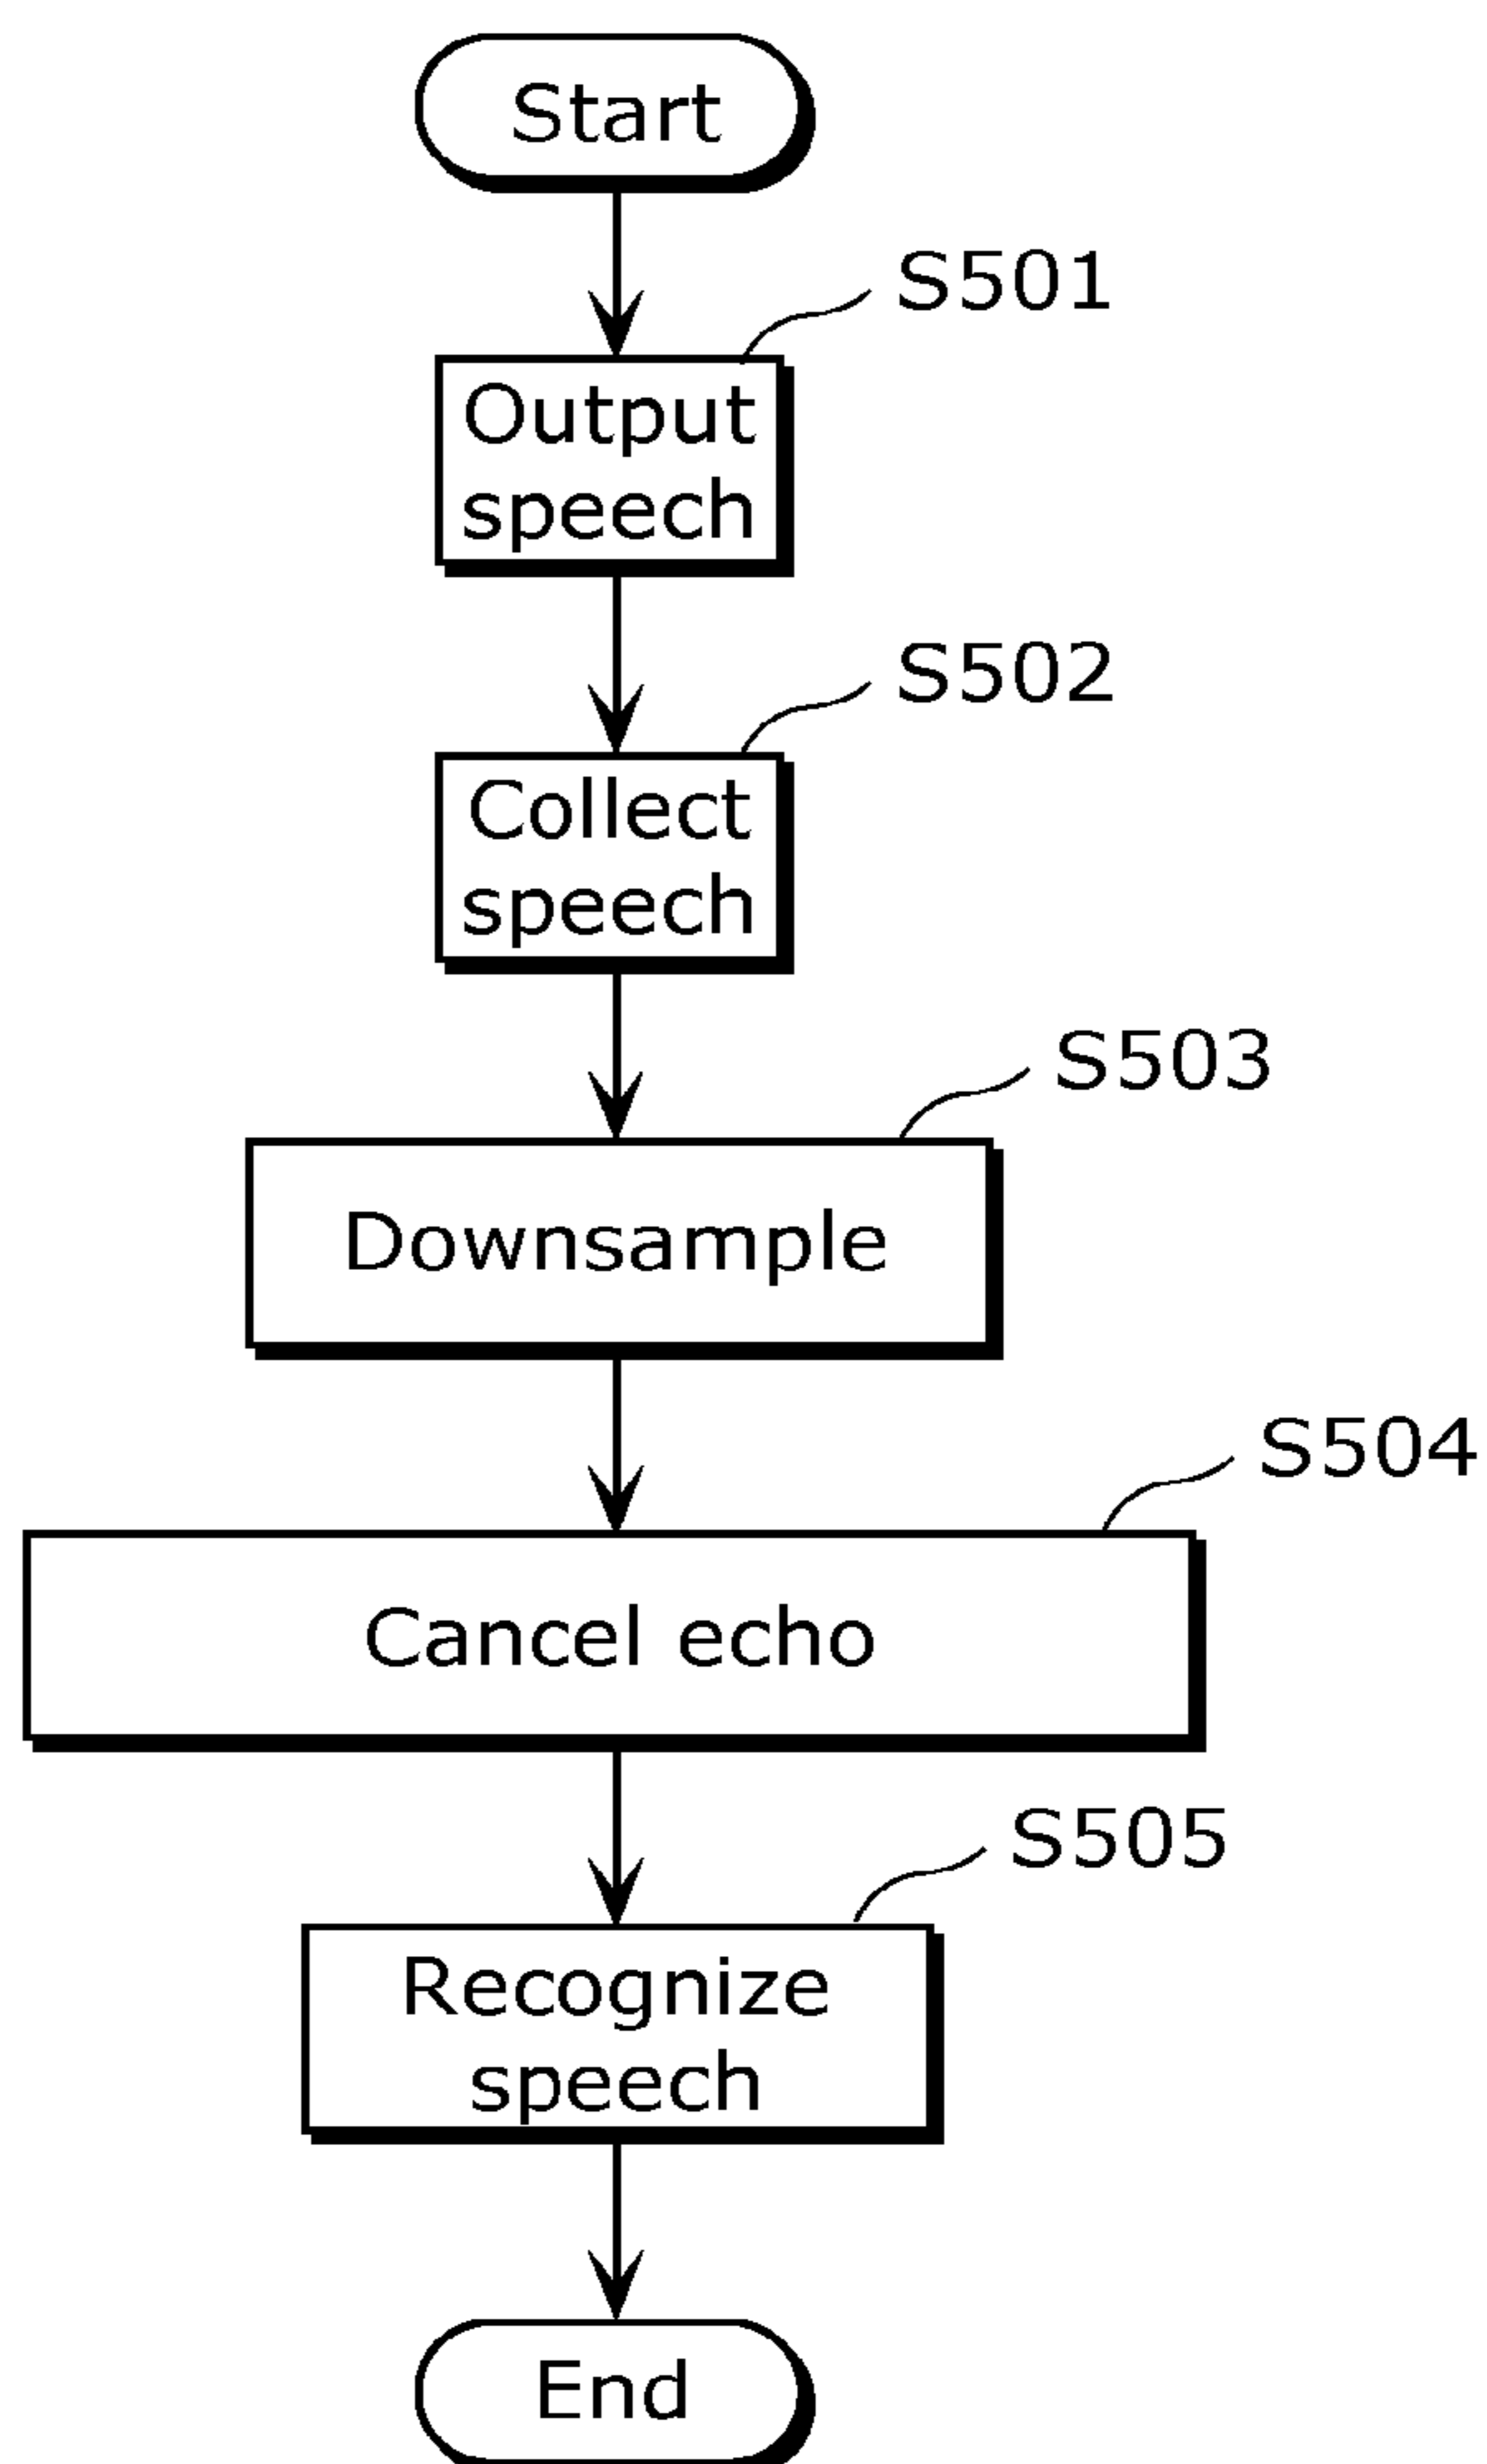 Start
S501
Output
speech
S502
Collect
speech
S503
Downsample
S504
Cancel echo
S505
Recognize
speech
End